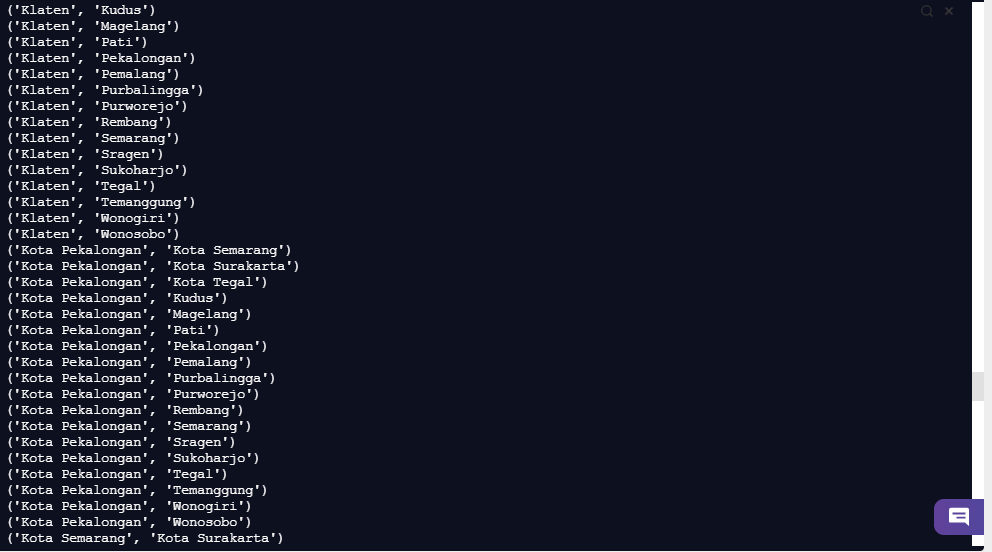 ('Klaten', 'Kudus')
('Klaten', 'Magelang')
('Klaten', 'Pati')
('Klaten', 'Pekalongan')
('Klaten', 'Pemalang')
('Klaten', 'Purbalingga')
('Klaten', 'Purworejo')
('Klaten', 'Rembang')
('Klaten', 'Semarang')
('Klaten', 'Sragen')
('Klaten', 'Sukoharjo')
('Klaten', 'Tegal')
('Klaten', 'Temanggung')
('Klaten', 'Wonogiri')
('Klaten', 'Wonosobo')
('Kota Pekalongan', 'Kota Semarang')
('Kota Pekalongan', 'Kota Surakarta')
('Kota Pekalongan', 'Kota Tegal')
('Kota Pekalongan', 'Kudus')
('Kota Pekalongan', 'Magelang')
('Kota Pekalongan', 'Pati')
('Kota Pekalongan', 'Pekalongan')
('Kota Pekalongan', 'Pemalang')
('Kota Pekalongan', 'Purbalingga')
('Kota Pekalongan', 'Purworejo')
('Kota Pekalongan', 'Rembang')
('Kota Pekalongan', 'Semarang')
('Kota Pekalongan', 'Sragen')
('Kota Pekalongan', 'Sukoharjo')
('Kota Pekalongan', 'Tegal')
('Kota Pekalongan', 'Temanggung')
('Kota Pekalongan', 'Wonogiri')
('Kota Pekalongan', 'Wonosobo')
('Kota Semarang', 'Kota Surakarta')